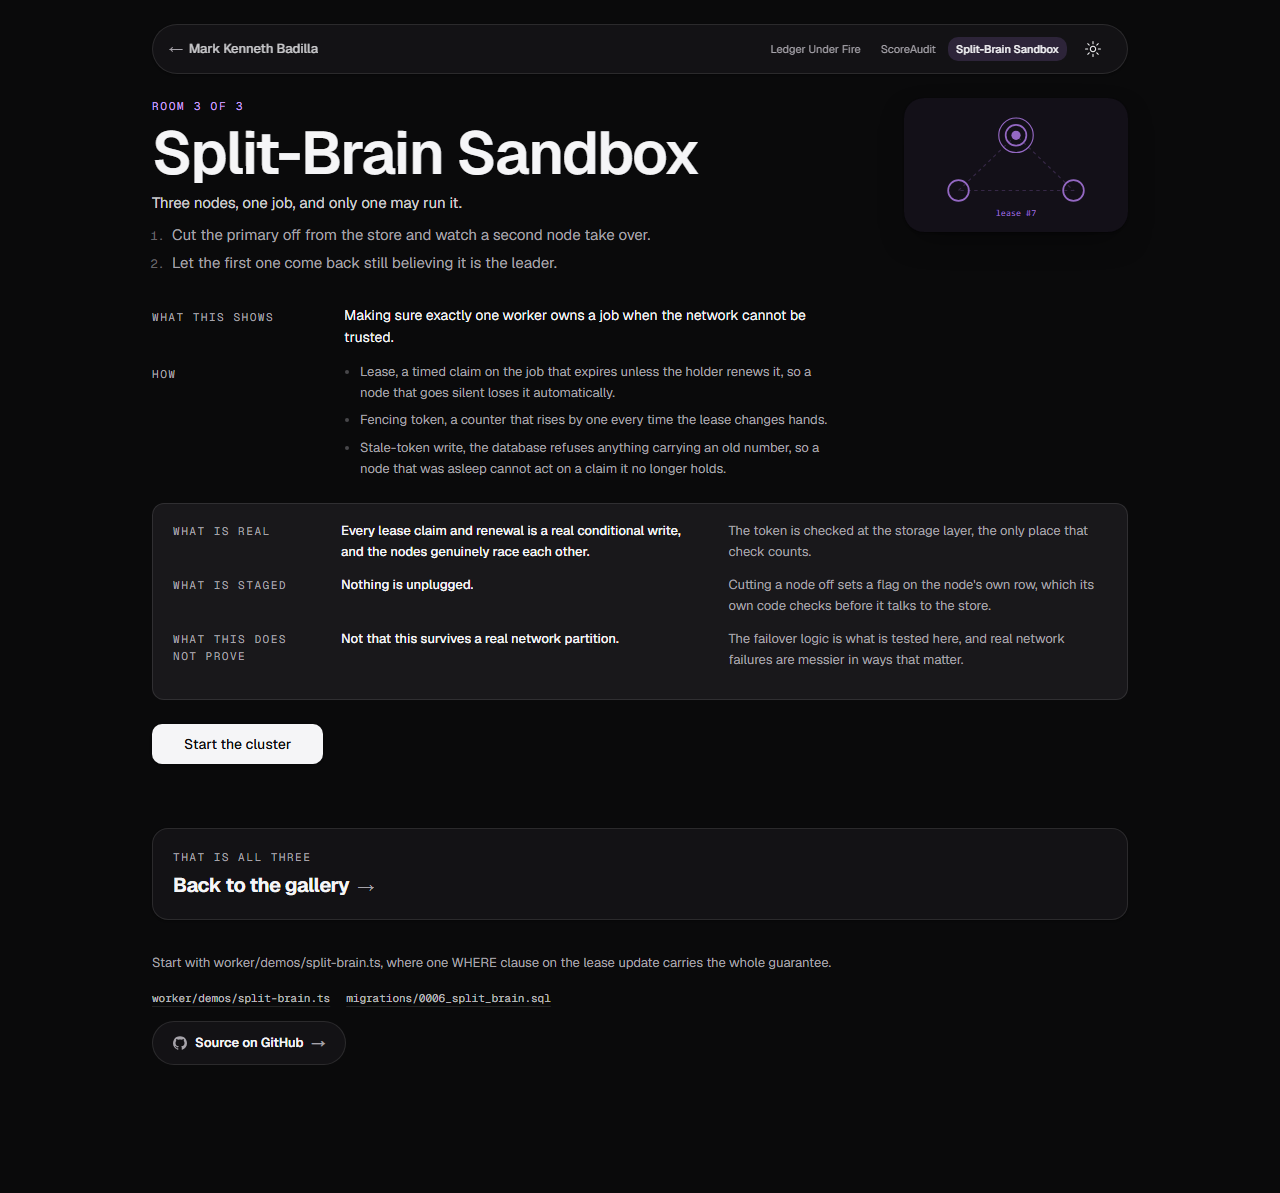 ← Mark Kenneth Badilla
Ledger Under Fire ScoreAudit Split-Brain Sandbox
ROOM 3 OF 3
Split-Brain Sandbox
Three nodes, one job, and only one may run it.
1. Cut the primary off from the store and watch a second node take over.
2. Let the first one come back still believing it is the leader.
lease #7
WHAT THIS SHOWS
Making sure exactly one worker owns a job when the network cannot be
trusted.
HOW
• Lease, a timed claim on the job that expires unless the holder renews it, so a
node that goes silent loses it automatically.
• Fencing token, a counter that rises by one every time the lease changes hands.
• Stale-token write, the database refuses anything carrying an old number, so a
node that was asleep cannot act on a claim it no longer holds.
WHAT IS REAL
Every lease claim and renewal is a real conditional write,
and the nodes genuinely race each other.
The token is checked at the storage layer, the only place that
check counts.
WHAT IS STAGED
Nothing is unplugged.
Cutting a node off sets a flag on the node's own row, which its
own code checks before it talks to the store.
WHAT THIS DOES
NOT PROVE
Not that this survives a real network partition.
The failover logic is what is tested here, and real network
failures are messier in ways that matter.
Start the cluster
THAT IS ALL THREE
Back to the gallery →
Start with worker/demos/split-brain.ts, where one WHERE clause on the lease update carries the whole guarantee.
worker/demos/split-brain.ts migrations/0006_split_brain.sql
Source on GitHub →